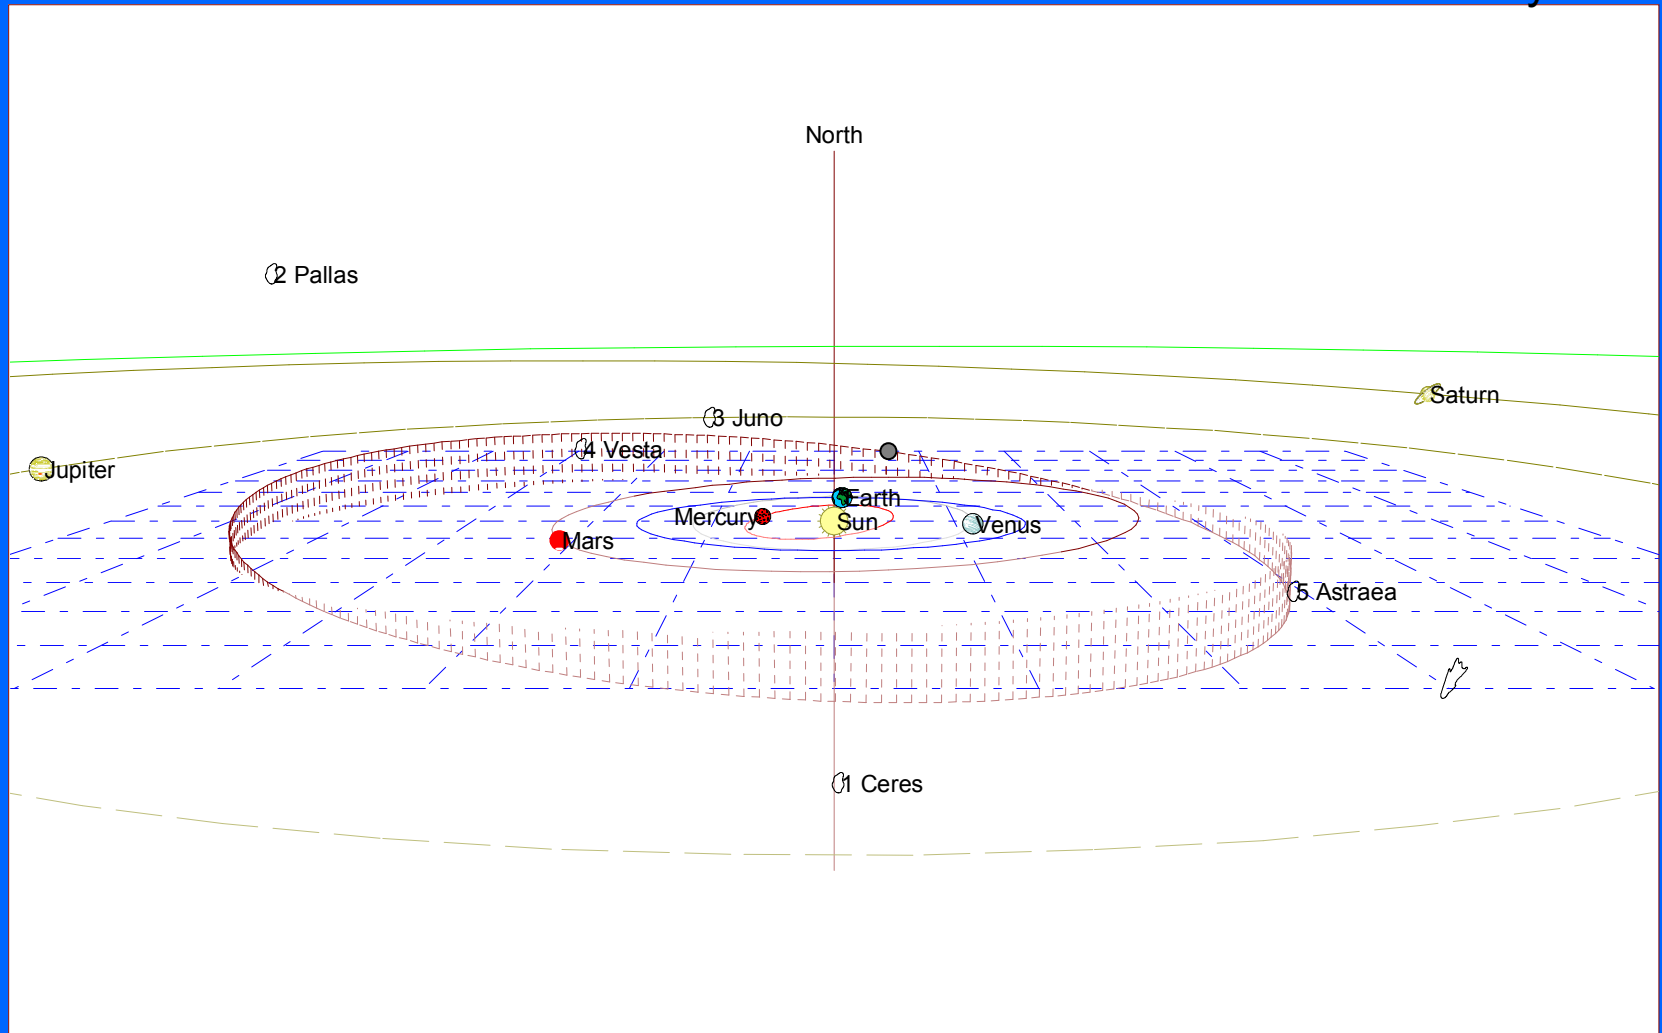 North
2 Pallas
Saturn
3 Juno
4 Vesta
Jupiter
Earth
Mercury
Sun
Venus
Mars
5 Astraea
1 Ceres